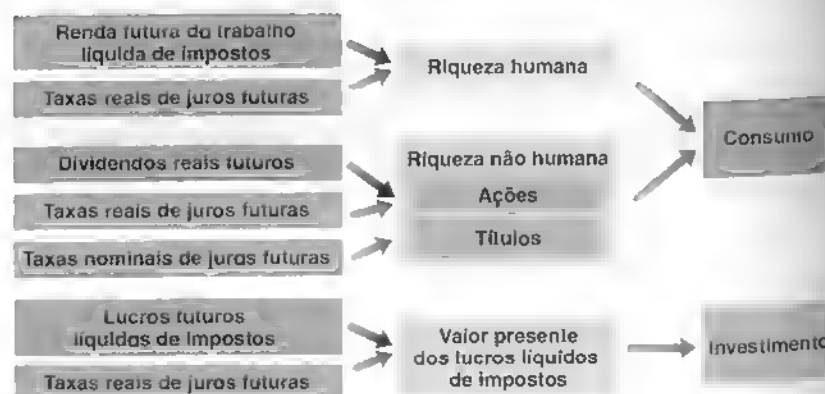 Renda futura do trabalho
líquida de impostos
Taxas reais de juros futuras
Riqueza humana
Dividendos reais futuros
Taxas reais de juros futuras
Taxas nominais de juros futuras
Riqueza não humana
Ações
Títulos
Consumo
Lucros futuros
líquidos de impostos
Taxas reais de juros futuras
Valor presente
dos lucros líquidos
de impostos
Investimento